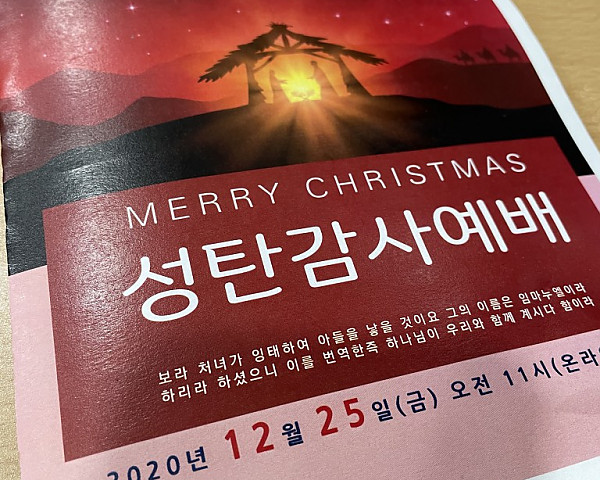 MERRY CHRISTMAS
성탄감사예배
보라 처녀가 잉태하여 아들을 낳을 것이요 그의 이름은 임마누엘이라
하리라 하셨으니 이를 번역한즉 하나님이 우리와 함께 계시다 함이라
2020년 12월 25일(금) 오전 11시(온라